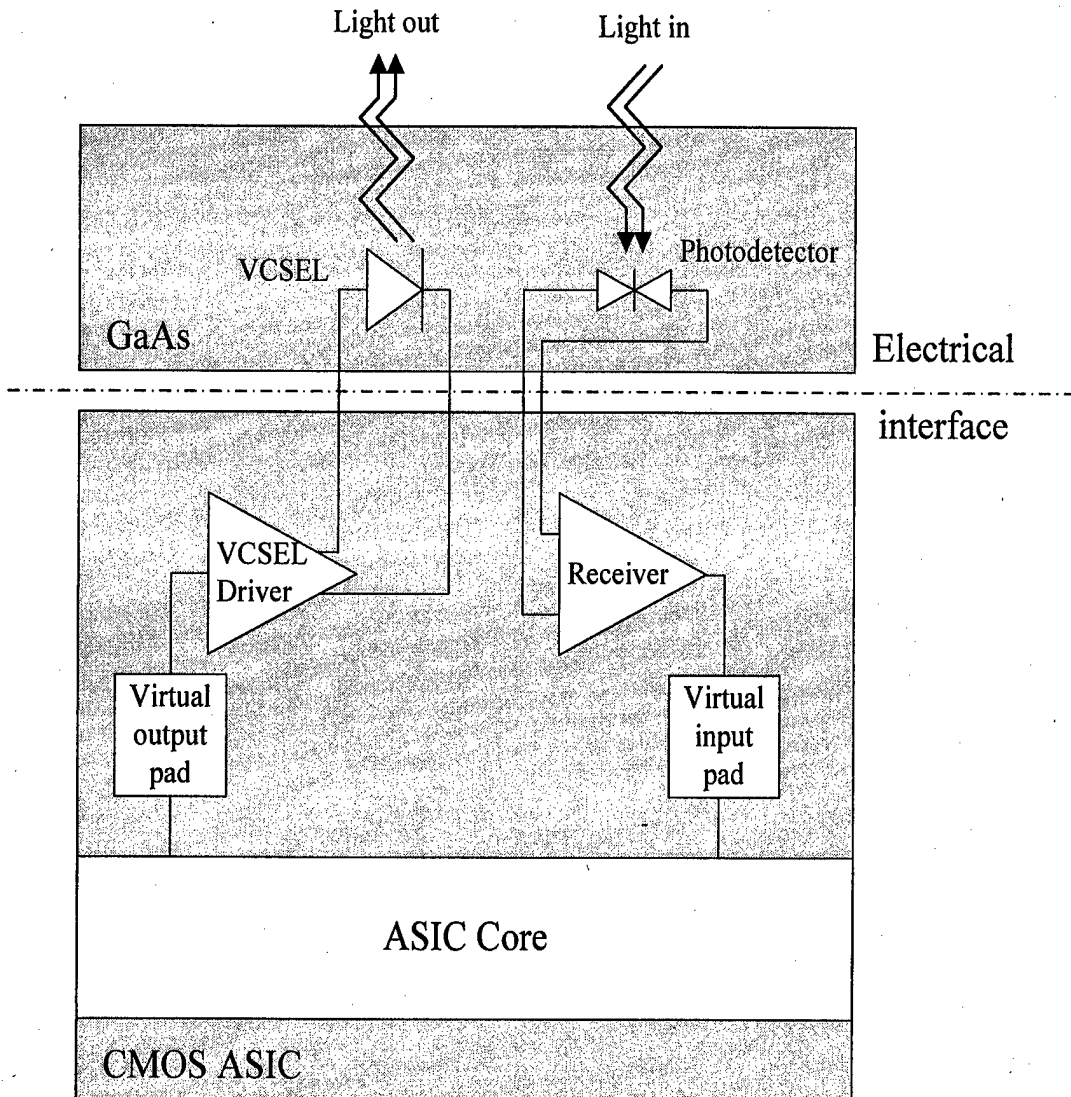 Light out
Light in
VCSEL
Photodetector
GaAs
Electrical
interface
VCSEL
Driver
Receiver
Virtual
output
pad
Virtual
input
pad
ASIC Core
CMOS ASIC